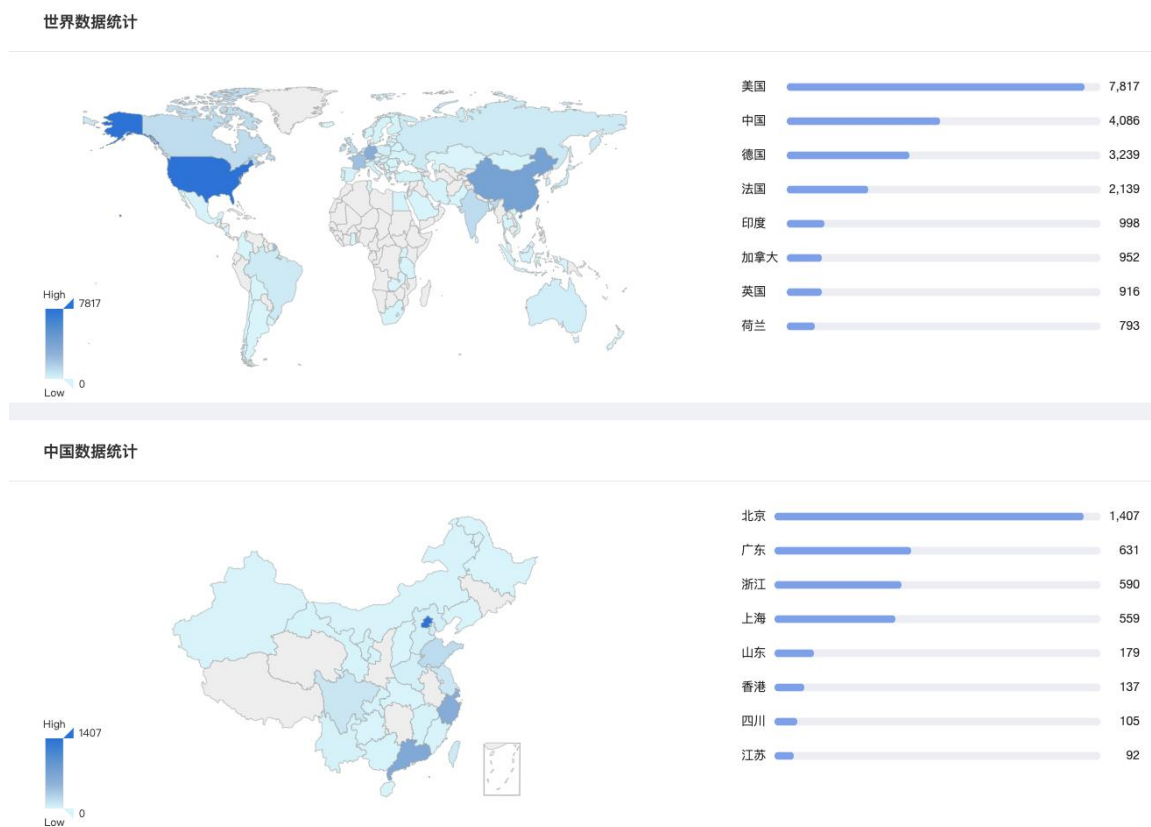 世界数据统计
美国 7,817
中国 4,086
德国 3,239
法国 2,139
印度 998
加拿大 952
英国 916
荷兰 793
High
7817
0
Low
中国数据统计
北京 1,407
广东 631
浙江 590
上海 559
山东 179
香港 137
四川 105
江苏 92
High
1407
0
Low